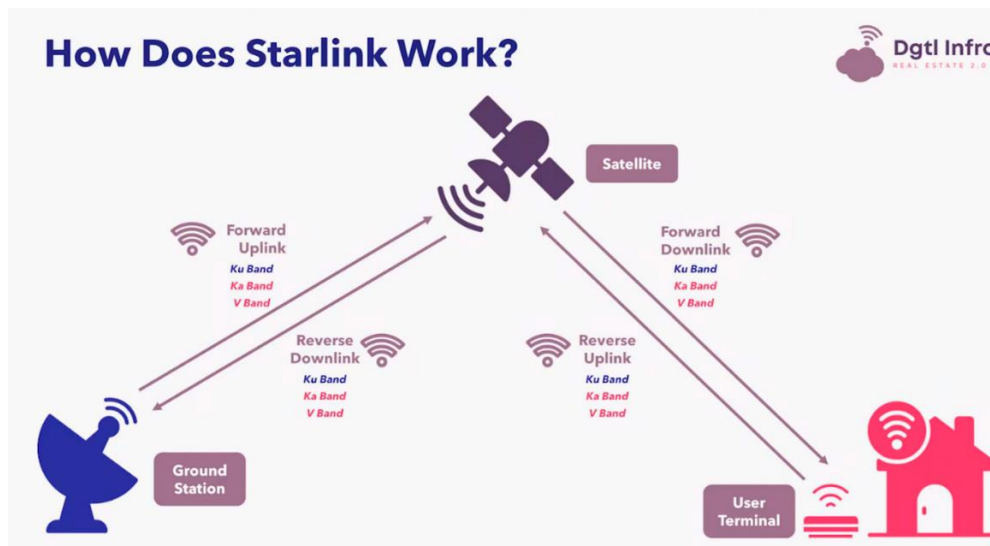 How Does Starlink Work?
Dgtl Infra
REAL ESTATE 2.0
Satellite
Forward
Uplink
Ku Band
Ka Band
V Band
Forward
Downlink
Ku Band
Ka Band
V Band
Reverse
Downlink
Ku Band
Ka Band
V Band
Reverse
Uplink
Ku Band
Ka Band
V Band
Ground
Station
User
Terminal